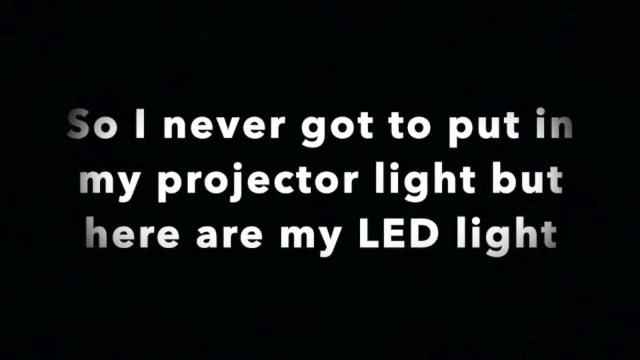 So I never got to put in
my projector light but
here are my LED light